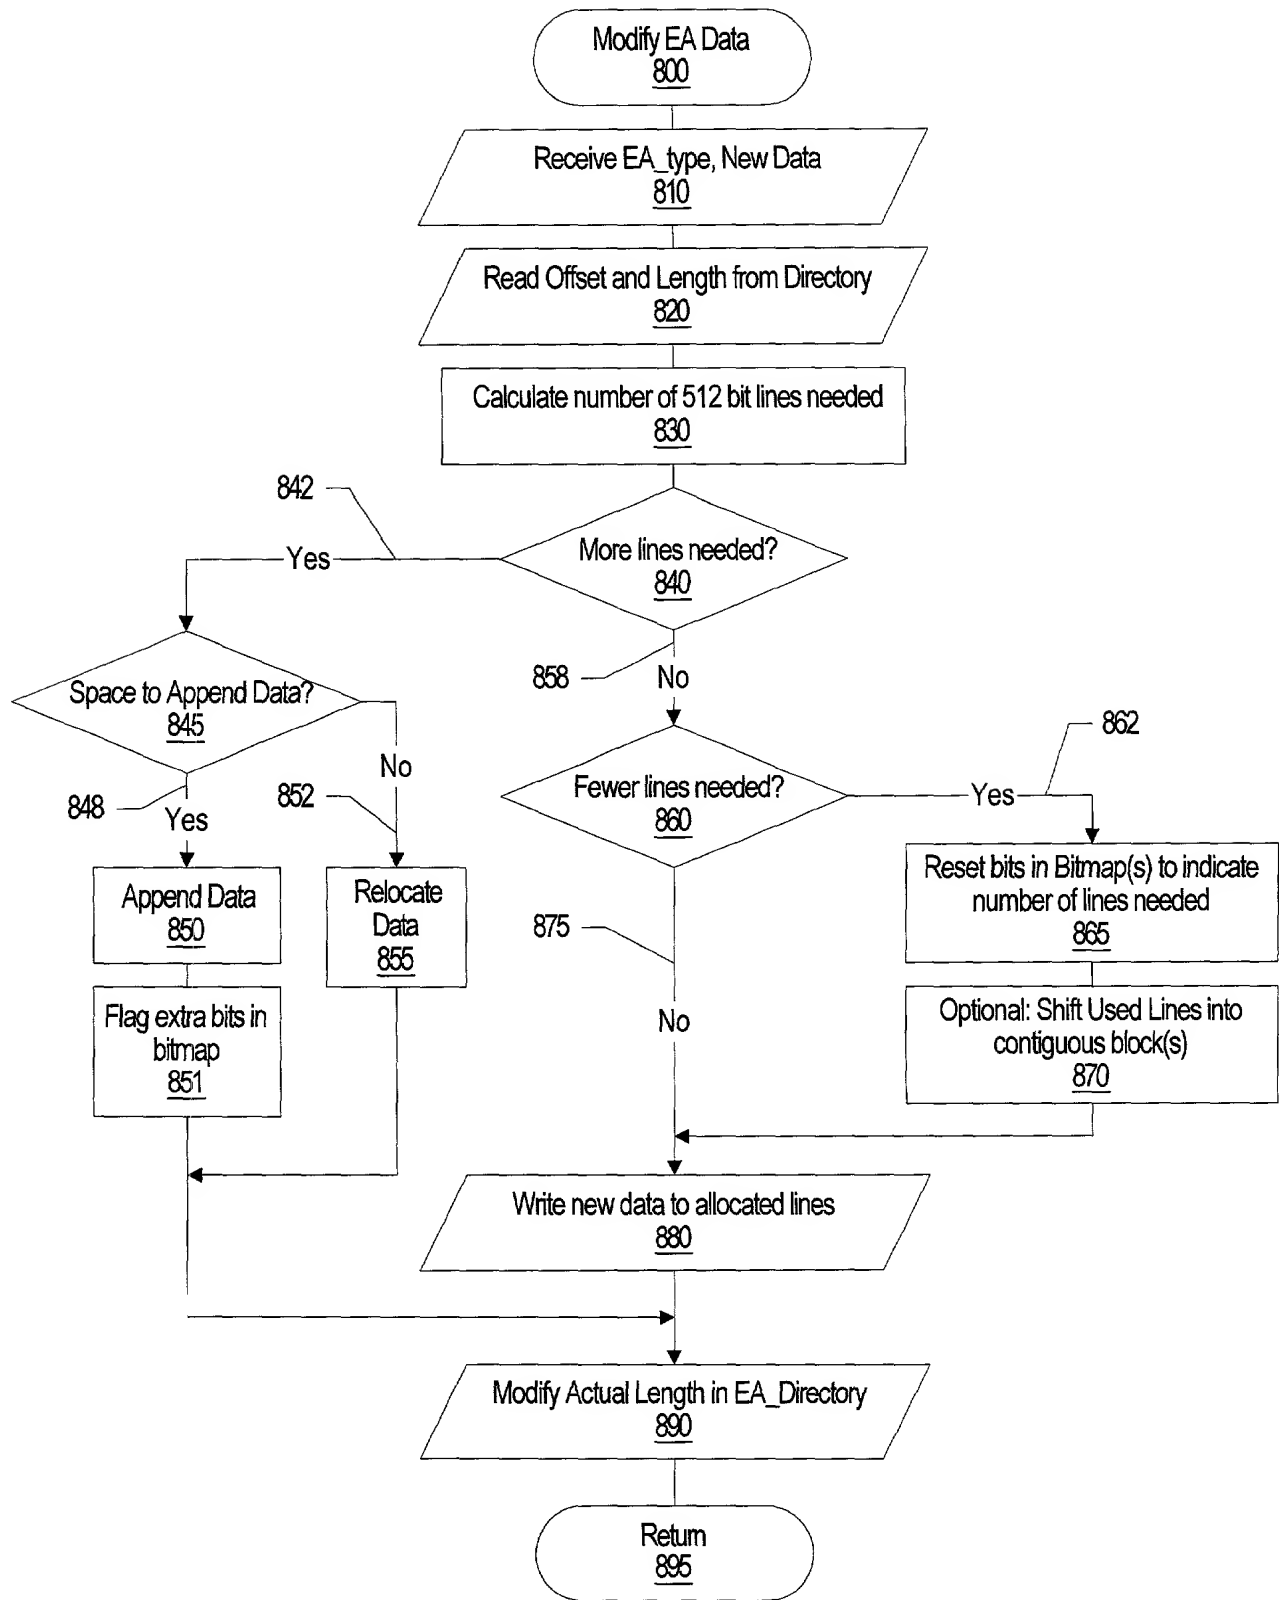 Modify EA Data
800
Receive EA_type, New Data
810
Read Offset and Length from Directory
820
Calculate number of 512 bit lines needed
830
842
Yes
More lines needed?
840
858
No
Space to Append Data?
845
No
848
852
Yes
Fewer lines needed?
860
Yes
862
Append Data
850
Relocate
Data
855
Reset bits in Bitmap(s) to indicate
number of lines needed
865
875
Flag extra bits in
bitmap
851
No
Optional: Shift Used Lines into
contiguous block(s)
870
Write new data to allocated lines
880
Modify Actual Length in EA_Directory
890
Return
895